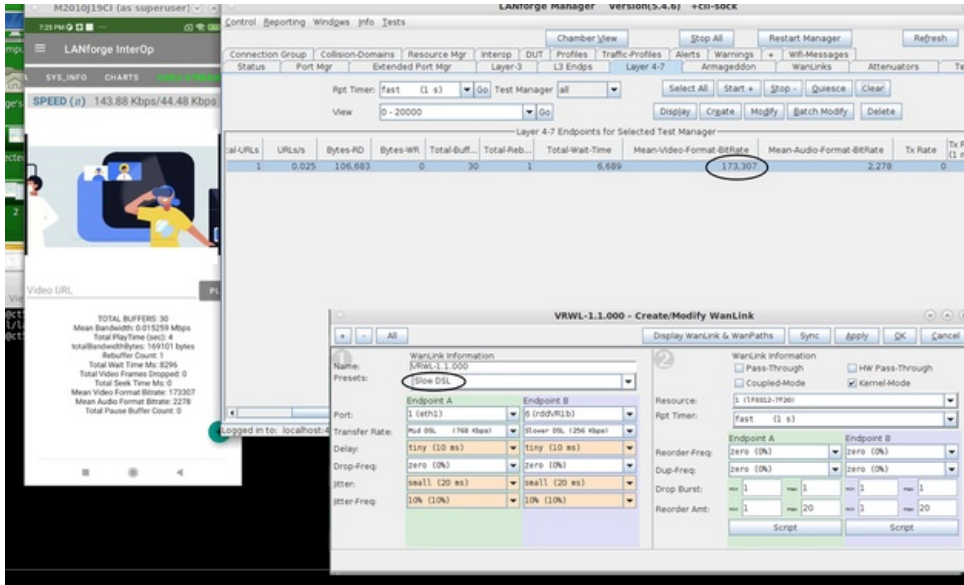 M2010J19CI (as superuser)
7:25 PM
LANforge InterOp
SYS_INFO CHARTS
SPEED (↓↑) 143.88 Kbps/44.48 Kbps
Video URL
TOTAL BUFFERS: 30
Mean Bandwidth: 0.015259 Mbps
Total PlayTime (sec): 4
totalBandwidthBytes: 169101 bytes
Rebuffer Count: 1
Total Wait Time Ms: 8296
Total Video Frames Dropped: 0
Total Seek Time Ms: 0
Mean Video Format Bitrate: 173307
Mean Audio Format Bitrate: 2278
Total Pause Buffer Count: 0
LANforge Manager Version(5.4.6) +cli-sock
Control Reporting Windows Info Tests
Chamber View Stop All Restart Manager Refresh
Connection Group Collision-Domains Resource Mgr Interop DUT Profiles Traffic-Profiles Alerts Warnings + Wifi-Messages
Status Port Mgr Extended Port Mgr Layer-3 L3 Endps Layer 4-7 Armageddon WanLinks Attenuators
Rpt Timer: fast (1 s) Go Test Manager all Select All Start + Stop - Quiesce Clear
View 0 - 20000 Go Display Create Modify Batch Modify Delete
Layer 4-7 Endpoints for Selected Test Manager
al-URLs URLs/s Bytes-RD Bytes-WR Total-Buff... Total-Reb... Total-Wait-Time Mean-Video-Format-BitRate Mean-Audio-Format-BitRate Tx Rate
1 0.025 106,683 0 30 1 6,689 173,307 2,278 0
Logged in to: localhost:4
VRWL-1.1.000 - Create/Modify WanLink
+ - All Display WanLink & WanPaths Sync Apply OK Cancel
1 WanLink Information
Name: VRWL-1.1.000
Presets: Slow DSL
Endpoint A Endpoint B
Port: 1 (eth1) 6 (rddVR1b)
Transfer Rate: Mid DSL (768 Kbps) Slower DSL (256 Kbps)
Delay: tiny (10 ms) tiny (10 ms)
Drop-Freq: zero (0%) zero (0%)
Jitter: small (20 ms) small (20 ms)
Jitter-Freq: 10% (10%) 10% (10%)
2 WanLink Information
Pass-Through HW Pass-Through
Coupled-Mode Kernel-Mode
Resource:
Rpt Timer: fast (1 s)
Endpoint A Endpoint B
Reorder-Freq: zero (0%) zero (0%)
Dup-Freq: zero (0%) zero (0%)
Drop Burst: min 1 max 1 min 1 max 1
Reorder Amt: min 1 max 20 min 1 max 20
Script Script